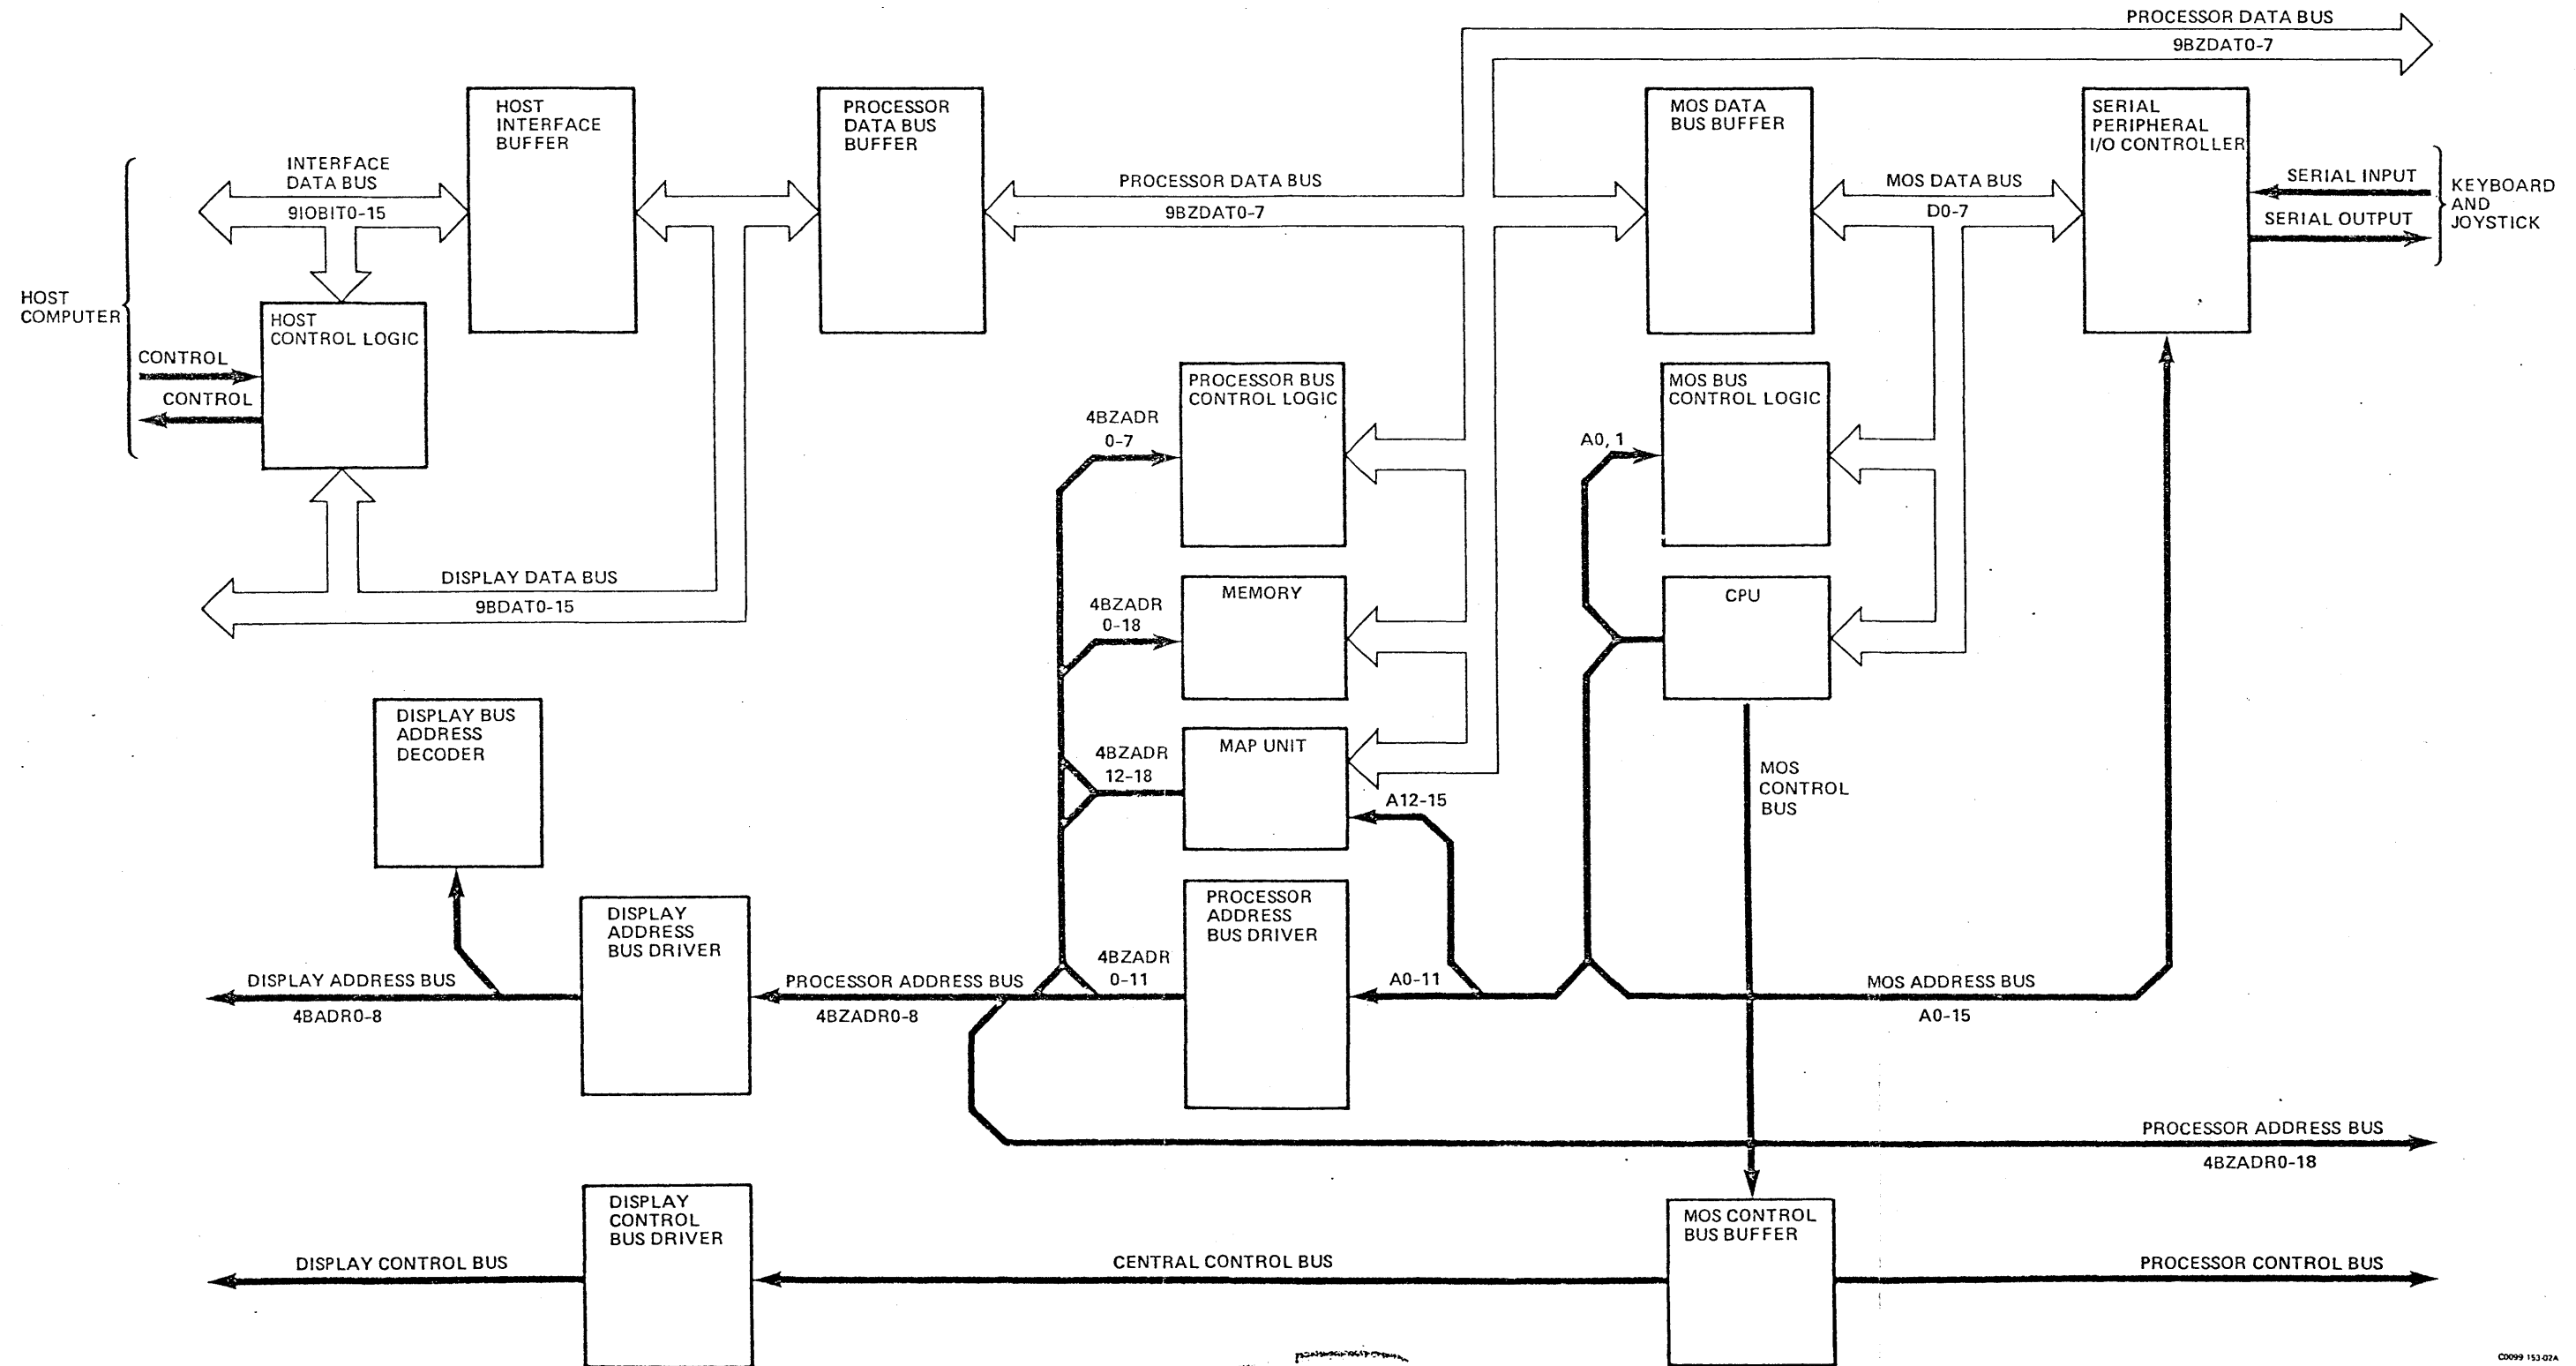 PROCESSOR DATA BUS
9BZDAT0-7
HOST
INTERFACE
BUFFER
PROCESSOR
DATA BUS
BUFFER
MOS DATA
BUS BUFFER
SERIAL
PERIPHERAL
I/O CONTROLLER
INTERFACE
DATA BUS
9IOBIT0-15
PROCESSOR DATA BUS
9BZDAT0-7
MOS DATA BUS
D0-7
SERIAL INPUT
SERIAL OUTPUT
KEYBOARD
AND
JOYSTICK
HOST
COMPUTER
HOST
CONTROL LOGIC
CONTROL
CONTROL
PROCESSOR BUS
CONTROL LOGIC
MOS BUS
CONTROL LOGIC
4BZADR
0-7
A0, 1
DISPLAY DATA BUS
9BDAT0-15
4BZADR
0-18
MEMORY
CPU
DISPLAY BUS
ADDRESS
DECODER
4BZADR
12-18
MAP UNIT
A12-15
MOS
CONTROL
BUS
DISPLAY
ADDRESS
BUS DRIVER
PROCESSOR
ADDRESS
BUS DRIVER
DISPLAY ADDRESS BUS
4BADR0-8
PROCESSOR ADDRESS BUS
4BZADR0-8
4BZADR
0-11
A0-11
MOS ADDRESS BUS
A0-15
PROCESSOR ADDRESS BUS
4BZADR0-18
DISPLAY
CONTROL
BUS DRIVER
MOS CONTROL
BUS BUFFER
DISPLAY CONTROL BUS
CENTRAL CONTROL BUS
PROCESSOR CONTROL BUS
C0099 153-02A